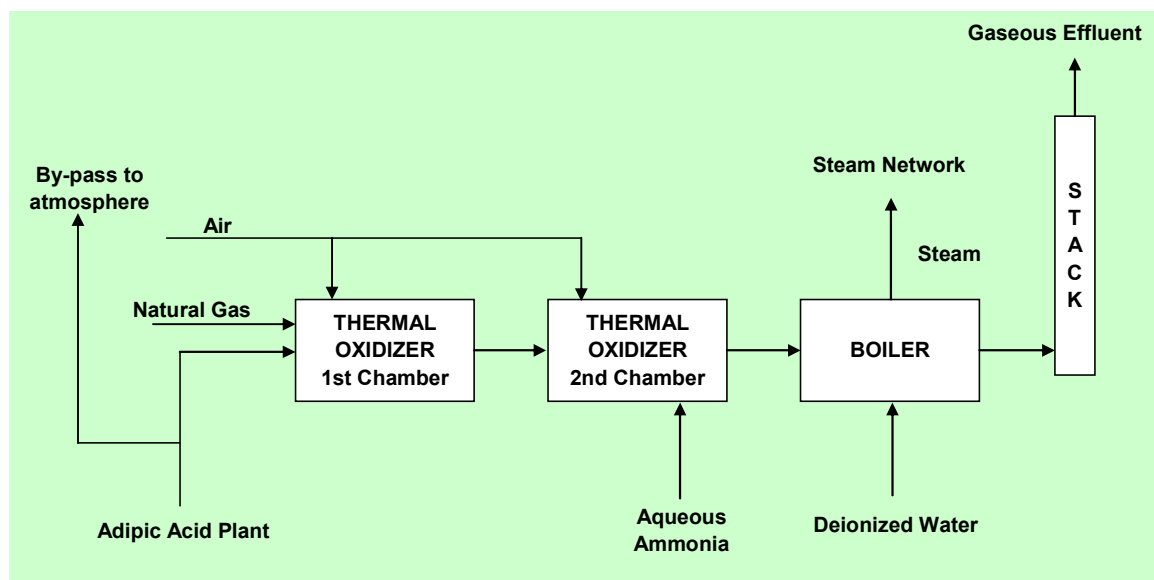 Gaseous Effluent
By-pass to
atmosphere
Steam Network
S
T
A
C
K
Air
Steam
Natural Gas
THERMAL
OXIDIZER
1st Chamber
THERMAL
OXIDIZER
2nd Chamber
BOILER
Adipic Acid Plant
Aqueous
Ammonia
Deionized Water